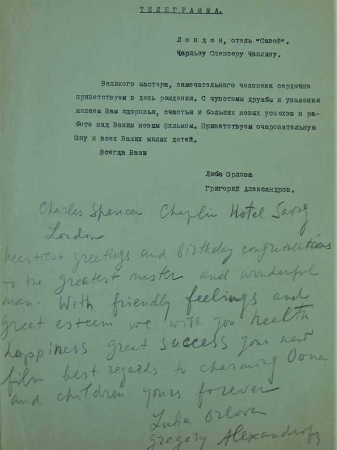 ТЕЛЕГРАММА.
Лондон, отель "Савой".
Чарльзу Спенсеру Чаплину.
Великого мастера, замечательного человека сердечно
приветствуем в день рождения. С чувством дружбы и уважения
желаем Вам здоровья, счастья и больших новых успехов в ра-
боте над Вашим новым фильмом. Приветствуем очаровательную
Ону и всех Ваших милых детей.
Всегда Ваши
Люба Орлова
Григорий Александров.
Charles Spencer Chaplin Hotel Savoy
London
heartiest greetings and birthday congratulations
to the greatest master and wonderful
man. With friendly feelings and
great esteem we wish you health
happiness great success your new
film best regards to charming Oona
and children yours forever
Luba Orlova
Gregory Alexandroff